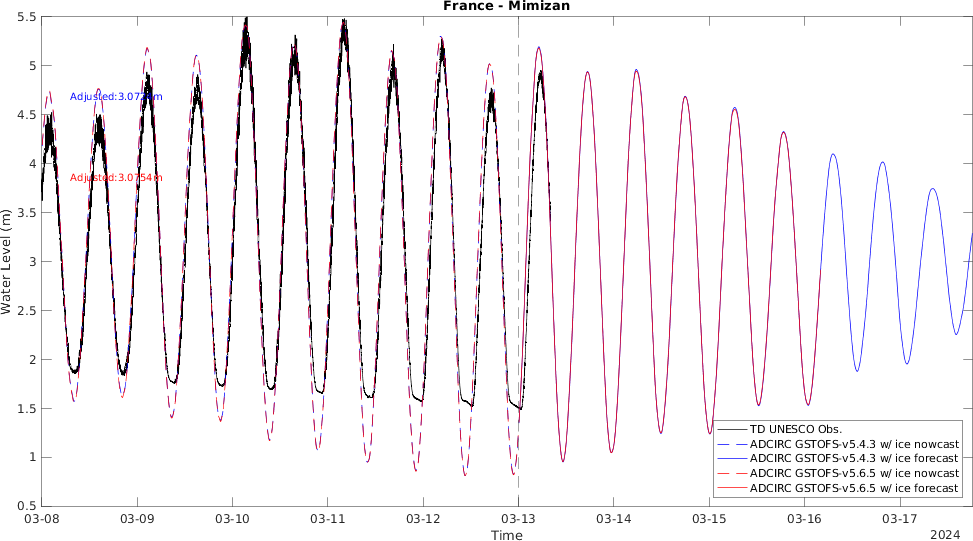 France - Mimizan
5.5
5
4.5
4
3.5
3
2.5
2
1.5
1
0.5
Water Level (m)
Adjusted:3.0754m
03-08
03-09
03-10
03-11
03-12
03-13
03-14
03-15
03-16
03-17
Time
2024
TD UNESCO Obs.
ADCIRC GSTOFS-v5.4.3 w/ ice nowcast
ADCIRC GSTOFS-v5.4.3 w/ ice forecast
ADCIRC GSTOFS-v5.6.5 w/ ice nowcast
ADCIRC GSTOFS-v5.6.5 w/ ice forecast